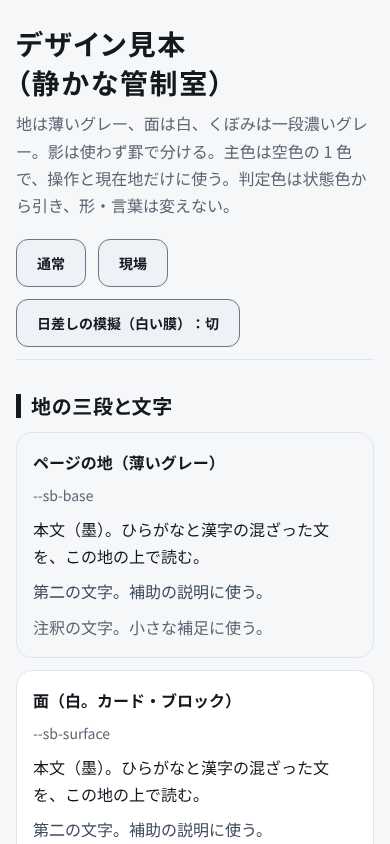 デザイン見本
（静かな管制室）
地は薄いグレー、面は白、くぼみは一段濃いグレ
ー。影は使わず罫で分ける。主色は空色の 1 色
で、操作と現在地だけに使う。判定色は状態色か
ら引き、形・言葉は変えない。
通常
現場
日差しの模擬（白い膜）：切
地の三段と文字
ページの地（薄いグレー）
--sb-base
本文（墨）。ひらがなと漢字の混ざった文
を、この地の上で読む。
第二の文字。補助の説明に使う。
注釈の文字。小さな補足に使う。
面（白。カード・ブロック）
--sb-surface
本文（墨）。ひらがなと漢字の混ざった文
を、この地の上で読む。
第二の文字。補助の説明に使う。